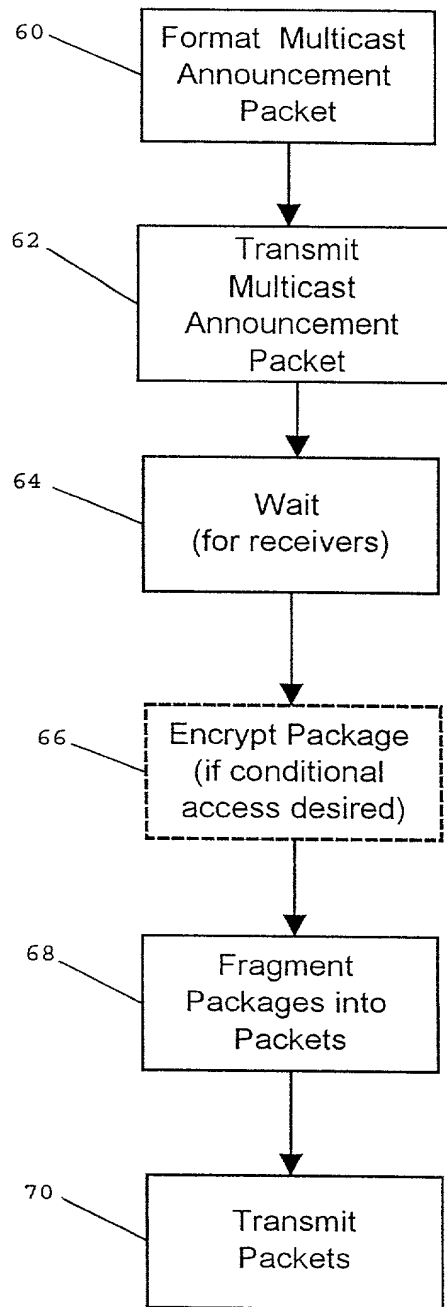 60
Format Multicast
Announcement
Packet
62
Transmit
Multicast
Announcement
Packet
64
Wait
(for receivers)
66
Encrypt Package
(if conditional
access desired)
68
Fragment
Packages into
Packets
70
Transmit
Packets